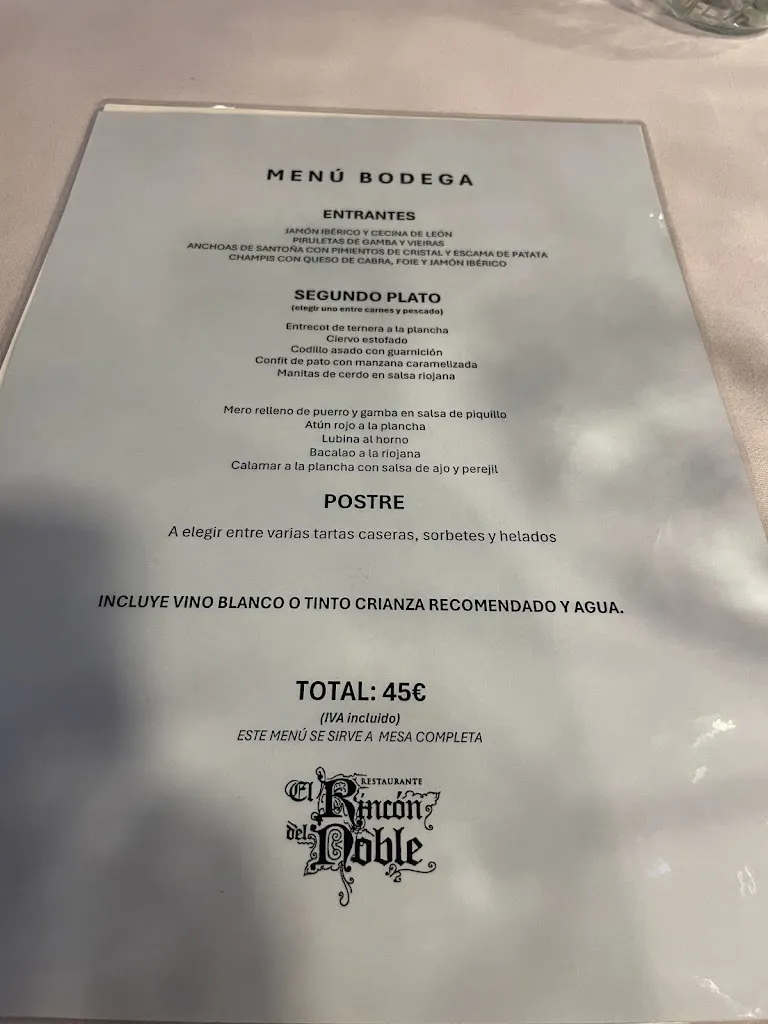 MENÚ BODEGA
ENTRANTES
JAMÓN IBÉRICO Y CECINA DE LEÓN
PIRULETAS DE GAMBA Y VIEIRAS
ANCHOAS DE SANTOÑA CON PIMIENTOS DE CRISTAL Y ESCAMA DE PATATA
CHAMPIS CON QUESO DE CABRA, FOIE Y JAMÓN IBÉRICO
SEGUNDO PLATO
(elegir uno entre carnes y pescado)
Entrecot de ternera a la plancha
Ciervo estofado
Codillo asado con guarnición
Confit de pato con manzana caramelizada
Manitas de cerdo en salsa riojana
Mero relleno de puerro y gamba en salsa de piquillo
Atún rojo a la plancha
Lubina al horno
Bacalao a la riojana
Calamar a la plancha con salsa de ajo y perejil
POSTRE
A elegir entre varias tartas caseras, sorbetes y helados
INCLUYE VINO BLANCO O TINTO CRIANZA RECOMENDADO Y AGUA.
TOTAL: 45€
(IVA incluido)
ESTE MENÚ SE SIRVE A MESA COMPLETA
RESTAURANTE
El Rincón
del Noble